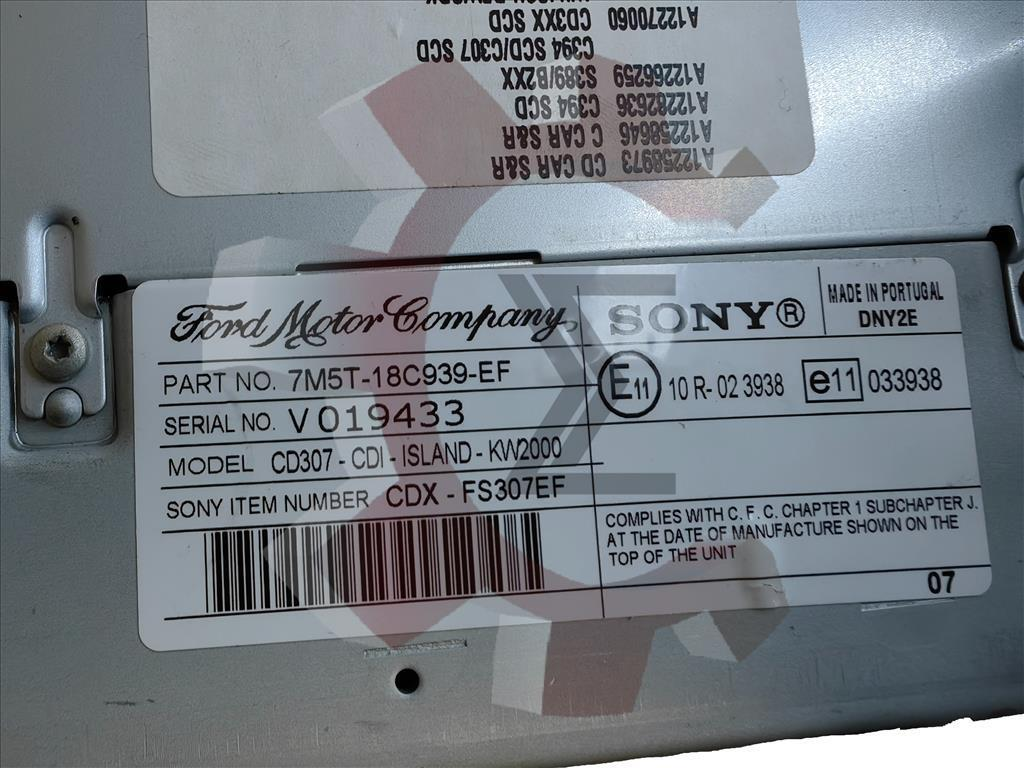 A12258973 CD CAR S&R
A12258646 C CAR S&R
A12282636 C394 SCD
A12266259 S389/B2XX
C394 SCD/C307 SCD
A12270060 CD3XX SCD
Ford Motor Company
SONY®
MADE IN PORTUGAL
DNY2E
PART NO. 7M5T-18C939-EF
SERIAL NO. V019433
MODEL CD307 - CDI - ISLAND - KW2000
SONY ITEM NUMBER CDX - FS307EF
E11 10 R- 02 3938 e11 033938
COMPLIES WITH C. F. C. CHAPTER 1 SUBCHAPTER J.
AT THE DATE OF MANUFACTURE SHOWN ON THE
TOP OF THE UNIT
07